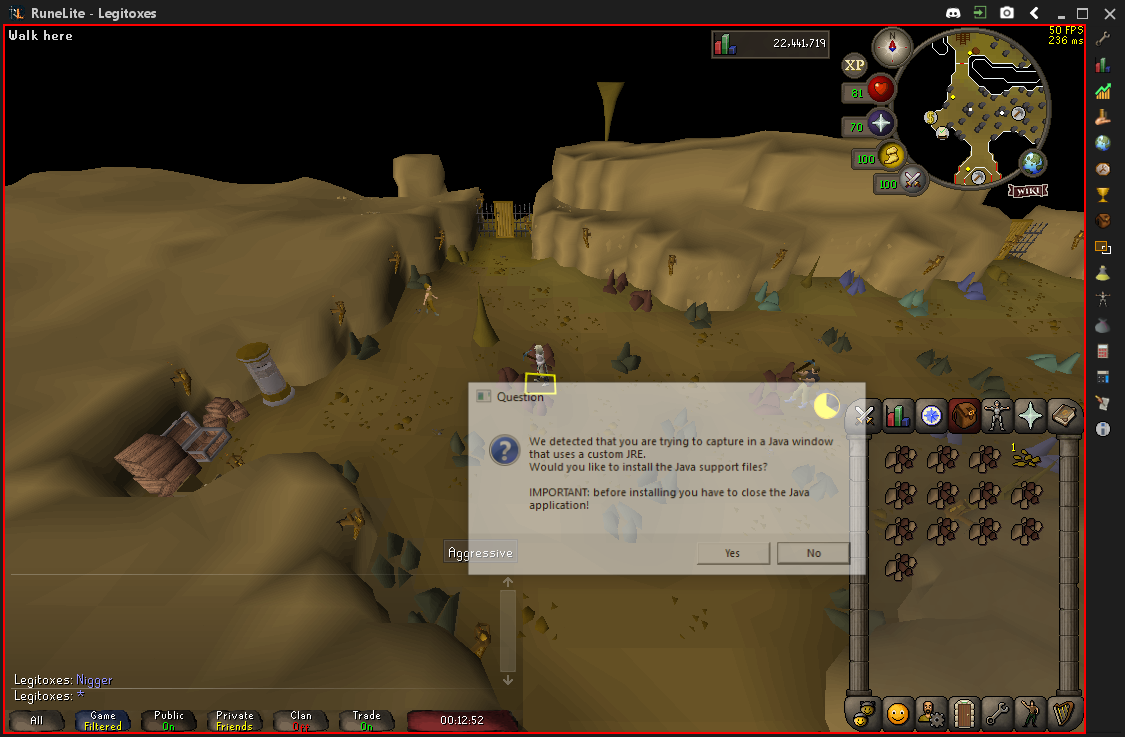 RuneLite - Legitoxes
Walk here
22,441,719
50 FPS
236 ms
N
XP
81
70
100
100
WIKI
Question
We detected that you are trying to capture in a Java window
that uses a custom JRE.
Would you like to install the Java support files?
IMPORTANT: before installing you have to close the Java
application!
Yes
No
1
Aggressive
Legitoxes: Nigger
Legitoxes: *
All
Game
Filtered
Public
On
Private
Friends
Clan
Off
Trade
On
00:12:52